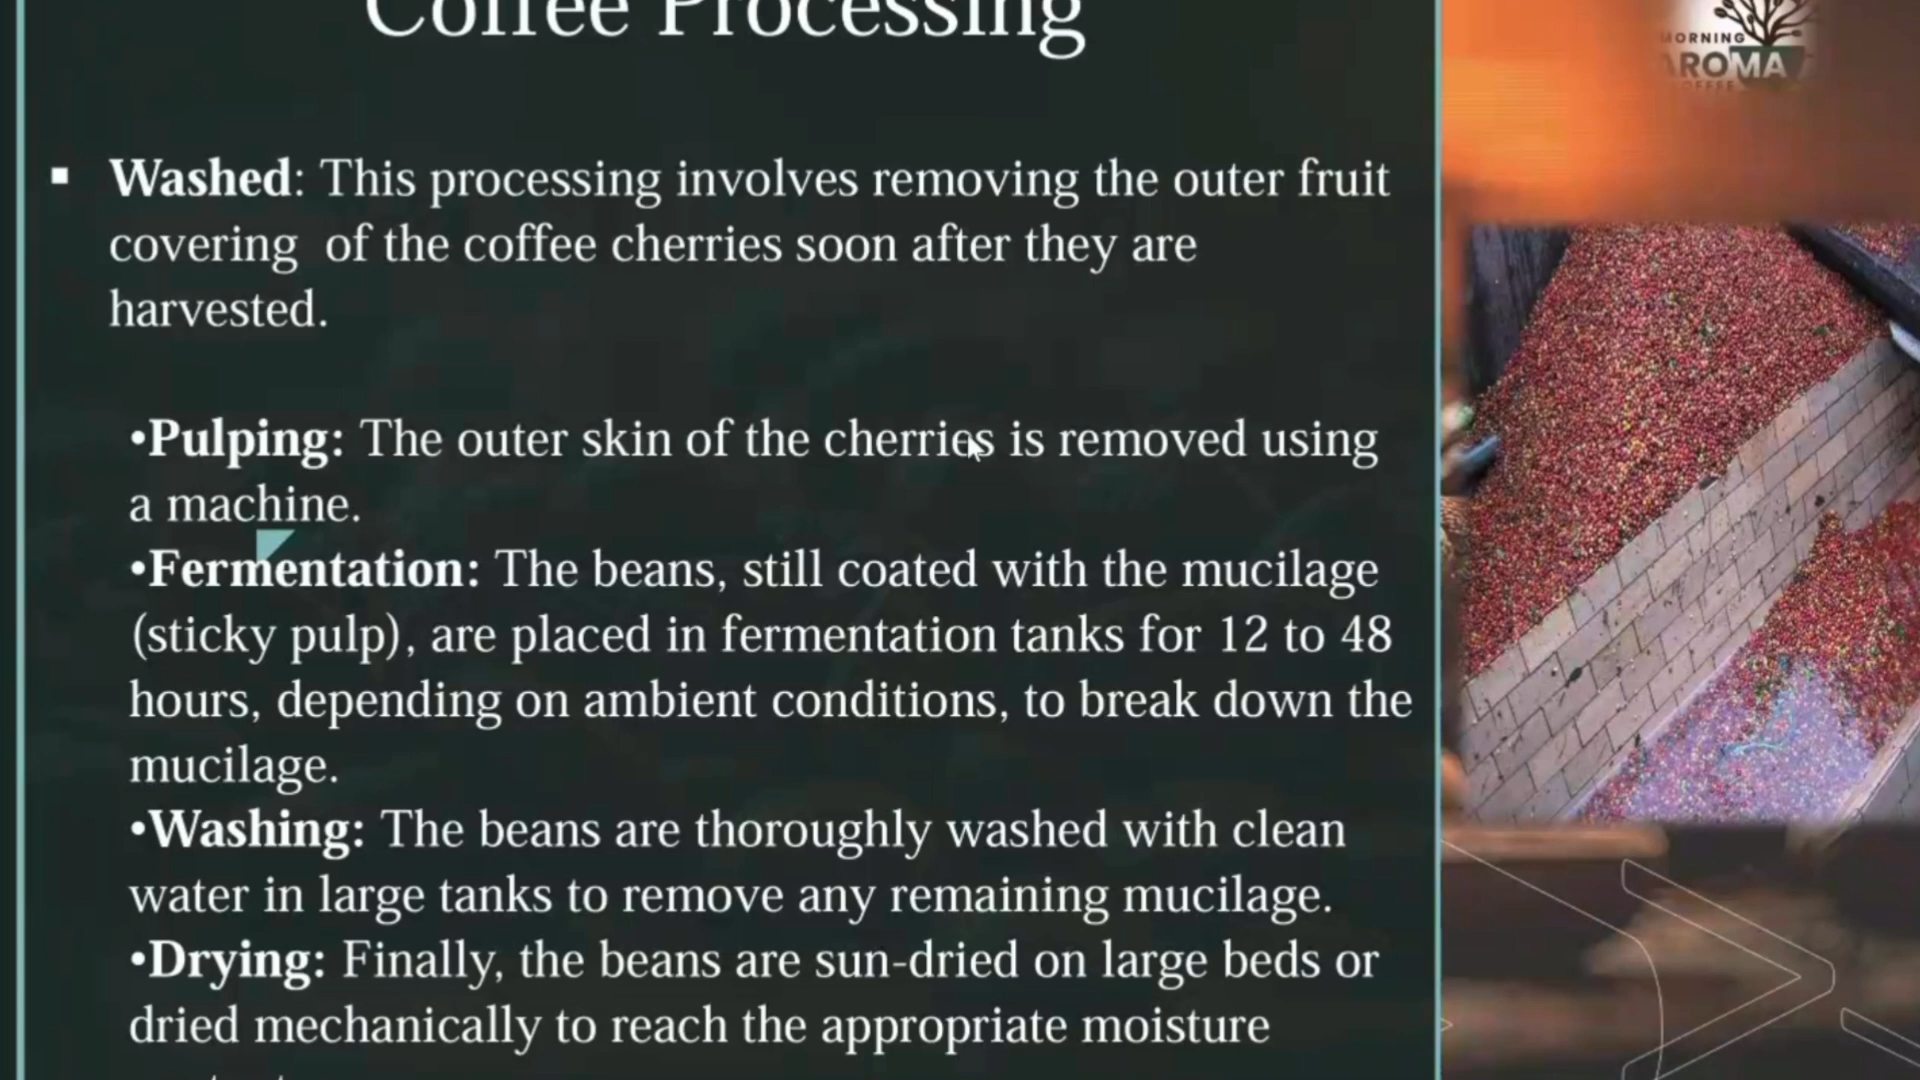 Coffee Processing
MORNING
AROMA
COFFEE
▪ Washed: This processing involves removing the outer fruit
covering of the coffee cherries soon after they are
harvested.
•Pulping: The outer skin of the cherries is removed using
a machine.
•Fermentation: The beans, still coated with the mucilage
(sticky pulp), are placed in fermentation tanks for 12 to 48
hours, depending on ambient conditions, to break down the
mucilage.
•Washing: The beans are thoroughly washed with clean
water in large tanks to remove any remaining mucilage.
•Drying: Finally, the beans are sun-dried on large beds or
dried mechanically to reach the appropriate moisture